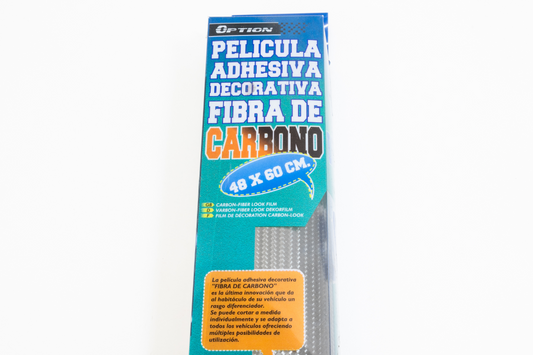 OPTION
PELICULA
ADHESIVA
DECORATIVA
FIBRA DE
CARBONO
48 X 60 CM.
GB CARBON-FIBER LOOK FILM
D VARBON-FIBER LOOK DEKORFILM
F FILM DE DÉCORATION CARBON-LOOK
La película adhesiva decorativa
"FIBRA DE CARBONO"
es la última innovación que da
al habitáculo de su vehículo un
rasgo diferenciador.
Se puede cortar a medida
individualmente y se adapta a
todos los vehículos ofreciendo
múltiples posibilidades de
utilización.